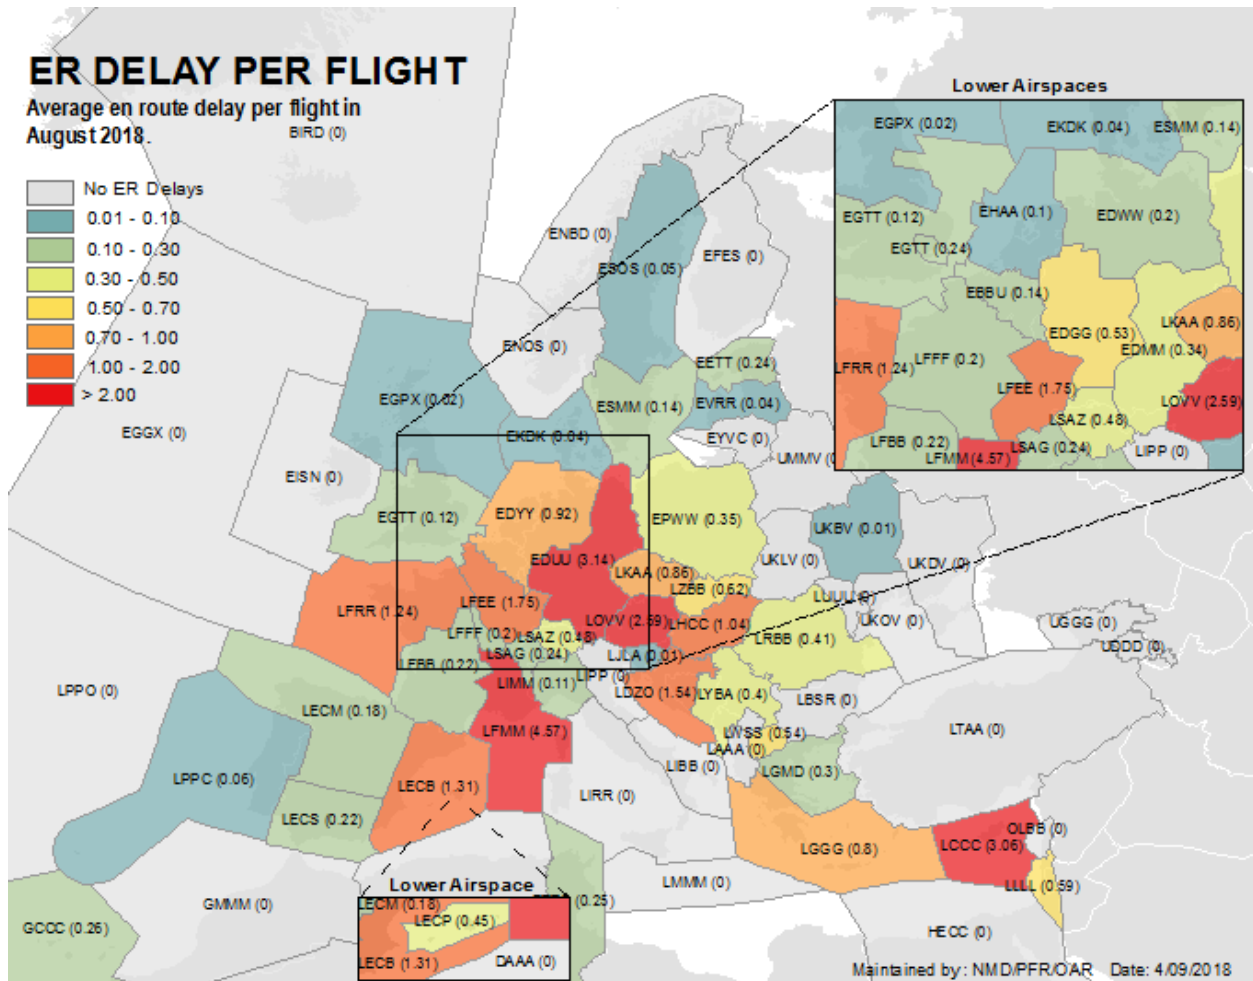 ER DELAY PER FLIGHT
Average en route delay per flight in
August 2018.
No ER Delays
0.01 - 0.10
0.10 - 0.30
0.30 - 0.50
0.50 - 0.70
0.70 - 1.00
1.00 - 2.00
> 2.00
Lower Airspaces
EGPX (0.02)
EKDK (0.04)
ESMM (0.14)
EGTT (0.12)
EHAA (0.1)
EDWW (0.2)
EGTT (0.24)
EBBU (0.14)
EDGG (0.53)
LKAA (0.86)
EDMM (0.34)
LFRR (1.24)
LFFF (0.2)
LFEE (1.75)
LOVV (2.59)
LSAZ (0.48)
LFBB (0.22)
LSAG (0.24)
LIPP (0)
LFMM (4.57)
BIRD (0)
ENBD (0)
EFES (0)
ESOS (0.05)
ENOS (0)
EETT (0.24)
EGPX (0.02)
ESMM (0.14)
EVRR (0.04)
EGGX (0)
EKDK (0.04)
EYVC (0)
UMMV (0)
EISN (0)
EGTT (0.12)
EDYY (0.92)
EPWW (0.35)
UKBV (0.01)
UKLV (0)
UKDV (0)
EDUU (3.14)
LKAA (0.86)
LZBB (0.62)
LFRR (1.24)
LFEE (1.75)
LOVV (2.59)
LHCC (1.04)
LUUU (0)
UKOV (0)
UGGG (0)
LFFF (0.2)
LSAZ (0.48)
LRBB (0.41)
UDDD (0)
LSAG (0.24)
LJLA (0.01)
LFBB (0.22)
LIPP (0)
LIMM (0.11)
LDZO (1.54)
LYBA (0.4)
LBSR (0)
LPPO (0)
LECM (0.18)
LFMM (4.57)
LWSS (0.54)
LTAA (0)
LAAA (0)
LIBB (0)
LGMD (0.3)
LPPC (0.06)
LECB (1.31)
LIRR (0)
LECS (0.22)
OLBB (0)
LGGG (0.8)
LCCC (3.06)
LMMM (0)
LLLL (0.59)
Lower Airspace
GMMM (0)
LECM (0.18)
LECP (0.45)
(0.25)
GCCC (0.26)
HECC (0)
LECB (1.31)
DAAA (0)
Maintained by: NMD/PFR/OAR Date: 4/09/2018